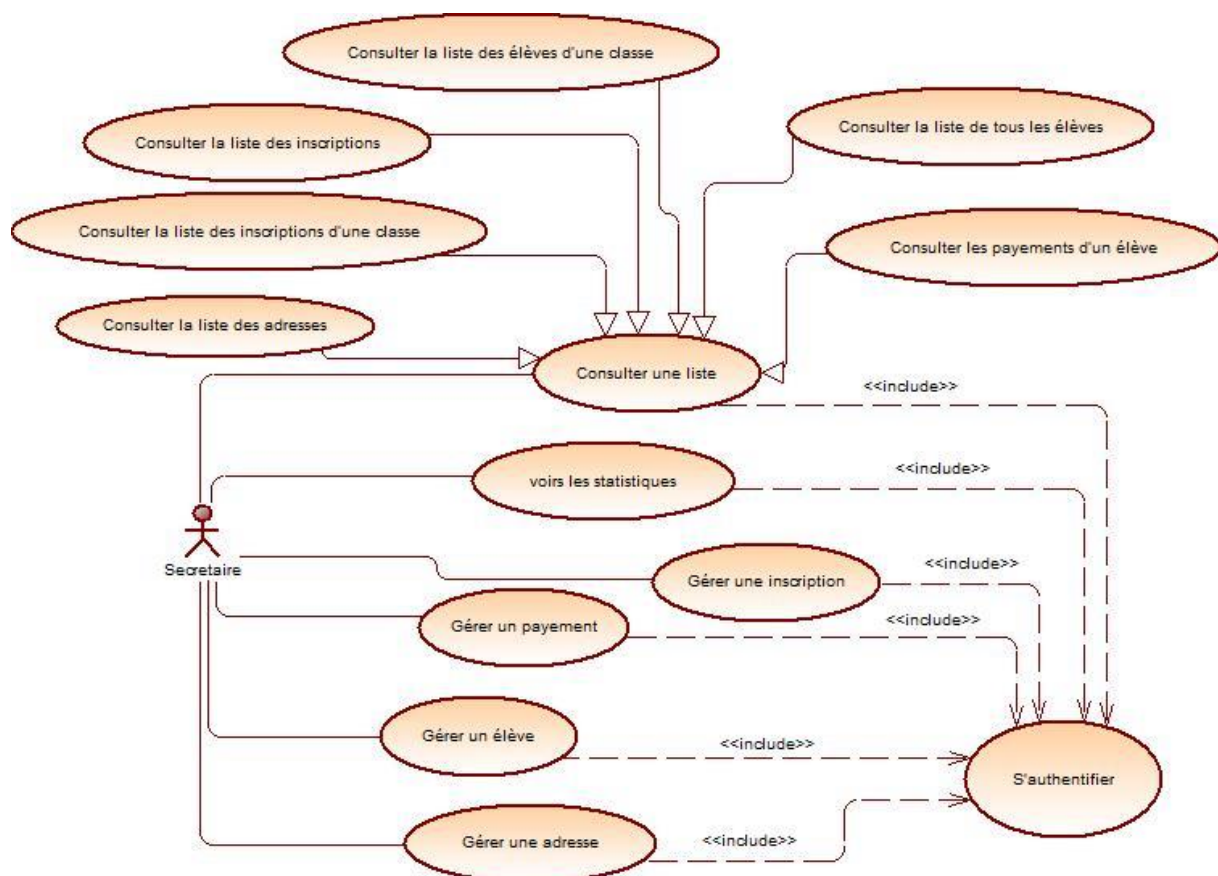 Consulter la liste des élèves d'une classe
Consulter la liste de tous les élèves
Consulter la liste des inscriptions
Consulter la liste des inscriptions d'une classe
Consulter les payements d'un élève
Consulter la liste des adresses
Consulter une liste
<<include>>
voirs les statistiques
<<include>>
Secretaire
Gérer une inscription
<<include>>
Gérer un payement
<<include>>
Gérer un élève
<<include>>
S'authentifier
Gérer une adresse
<<include>>